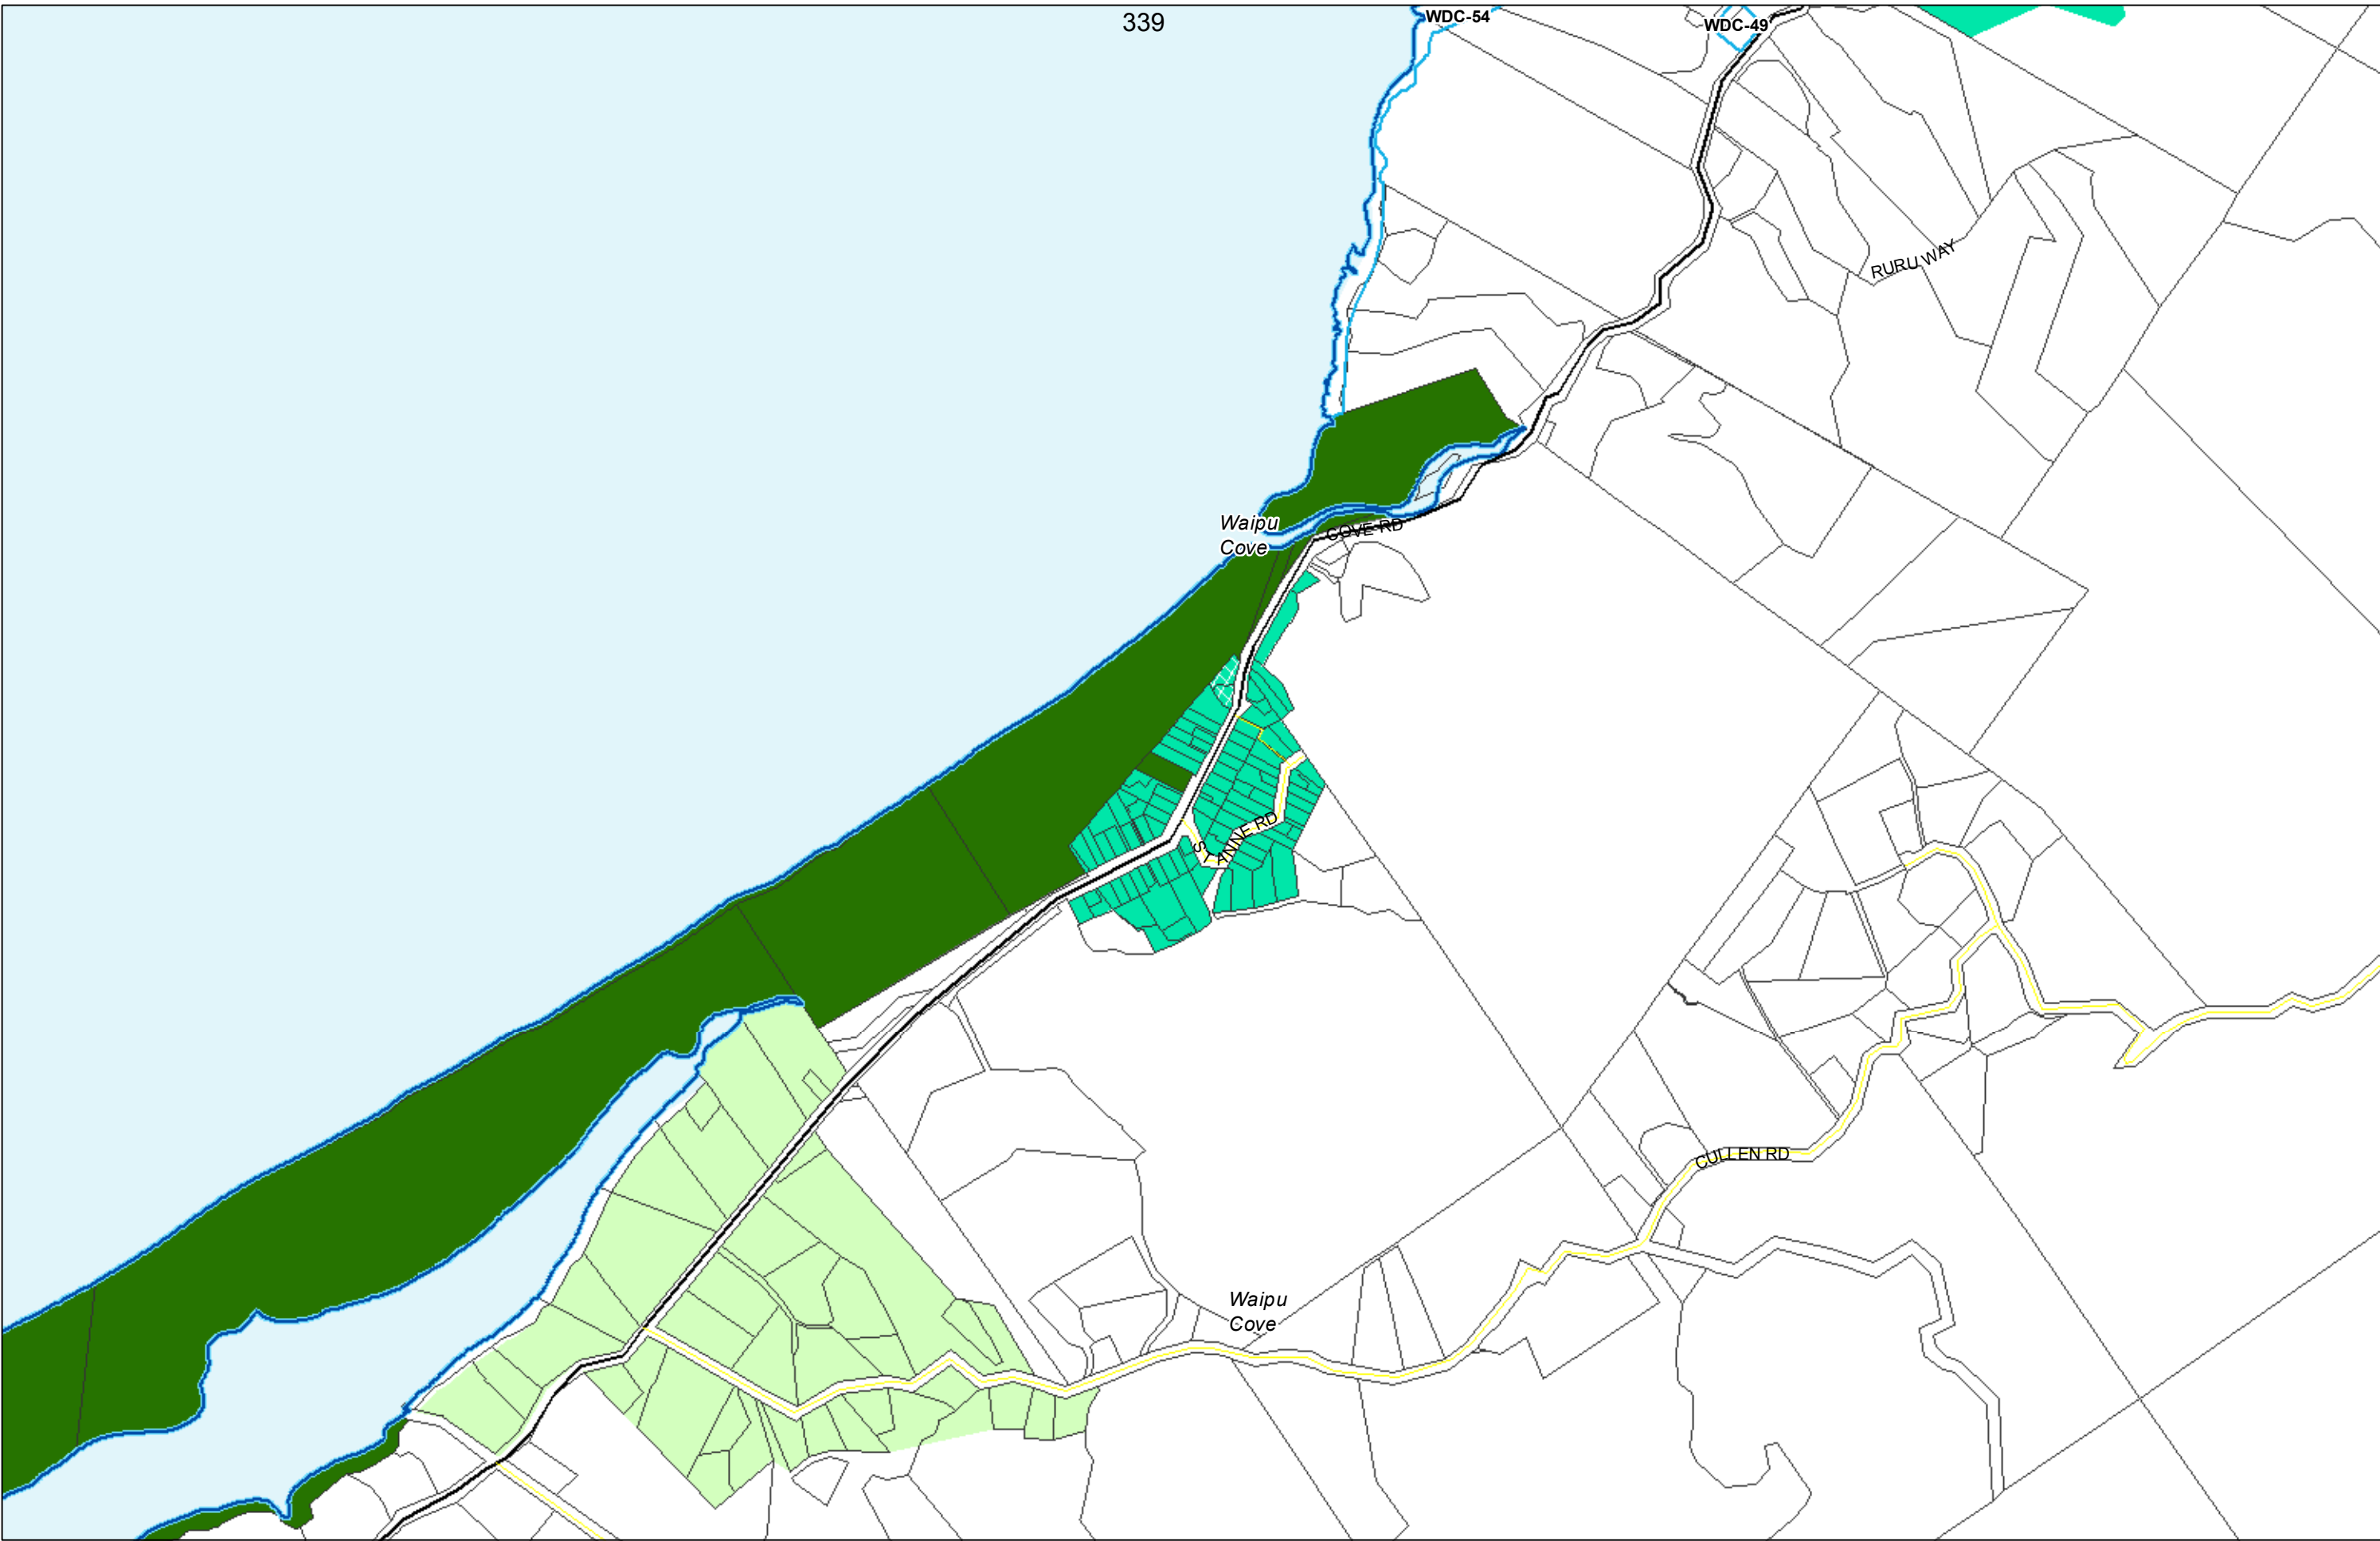 339
WDC-54
WDC-49
RURU WAY
Waipu
Cove
COVE RD
ST ANNE RD
CULLEN RD
Waipu
Cove